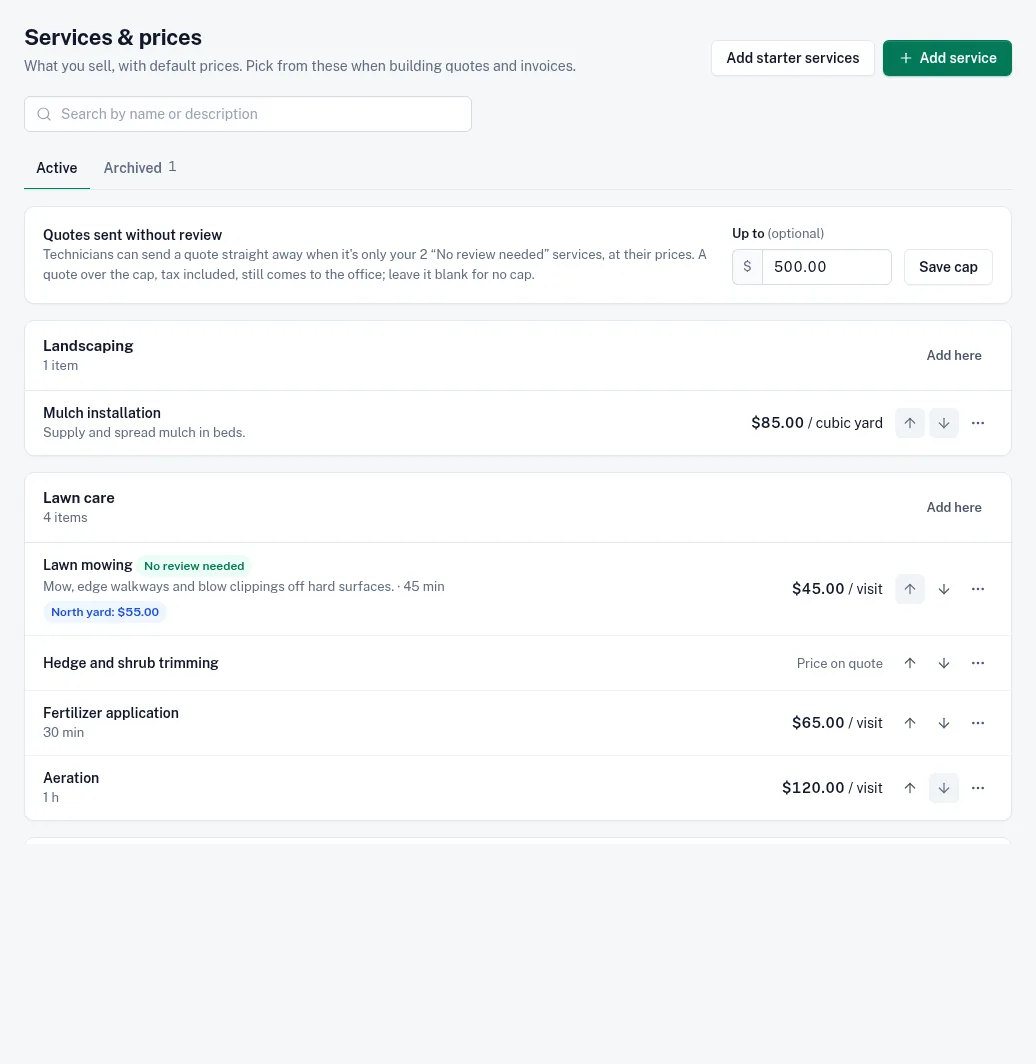 Services & prices
What you sell, with default prices. Pick from these when building quotes and invoices.
Add starter services
+ Add service
Search by name or description
Active
Archived 1
Quotes sent without review
Technicians can send a quote straight away when it's only your 2 “No review needed” services, at their prices. A
quote over the cap, tax included, still comes to the office; leave it blank for no cap.
Up to (optional)
$ 500.00
Save cap
Landscaping
1 item
Add here
Mulch installation
Supply and spread mulch in beds.
$85.00 / cubic yard
Lawn care
4 items
Add here
Lawn mowing No review needed
Mow, edge walkways and blow clippings off hard surfaces. · 45 min
North yard: $55.00
$45.00 / visit
Hedge and shrub trimming
Price on quote
Fertilizer application
30 min
$65.00 / visit
Aeration
1 h
$120.00 / visit